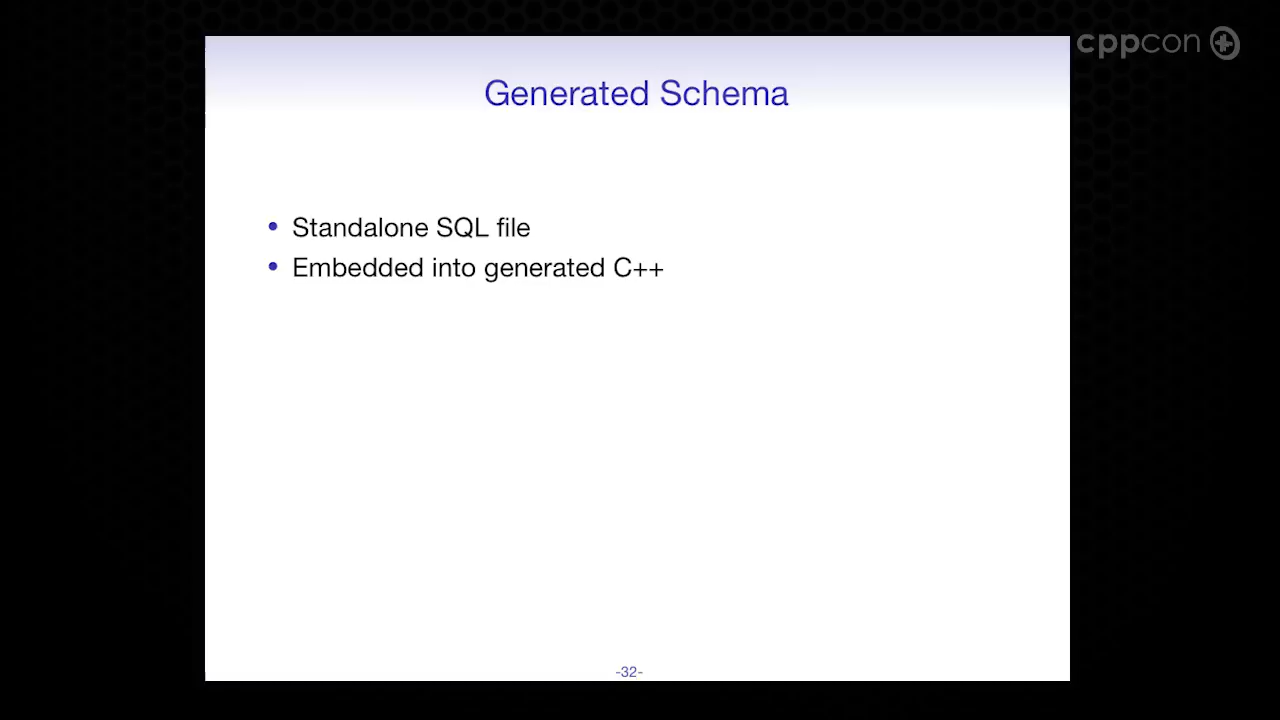 cppcon
Generated Schema
• Standalone SQL file
• Embedded into generated C++
-32-